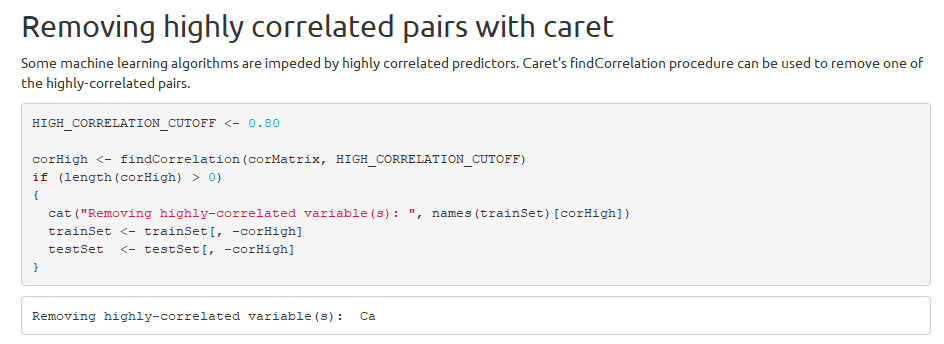 Removing highly correlated pairs with caret
Some machine learning algorithms are impeded by highly correlated predictors. Caret’s findCorrelation procedure can be used to remove one of
the highly-correlated pairs.
HIGH_CORRELATION_CUTOFF <- 0.80
corHigh <- findCorrelation(corMatrix, HIGH_CORRELATION_CUTOFF)
if (length(corHigh) > 0)
{
  cat("Removing highly-correlated variable(s): ", names(trainSet)[corHigh])
  trainSet <- trainSet[, -corHigh]
  testSet  <- testSet[, -corHigh]
}
Removing highly-correlated variable(s):  Ca